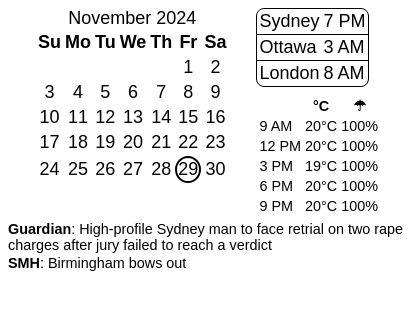 November 2024
Su Mo Tu We Th Fr Sa
1 2
3 4 5 6 7 8 9
10 11 12 13 14 15 16
17 18 19 20 21 22 23
24 25 26 27 28 29 30
Sydney 7 PM
Ottawa 3 AM
London 8 AM
°C ☂
9 AM 20°C 100%
12 PM 20°C 100%
3 PM 19°C 100%
6 PM 20°C 100%
9 PM 20°C 100%
Guardian: High-profile Sydney man to face retrial on two rape
charges after jury failed to reach a verdict
SMH: Birmingham bows out